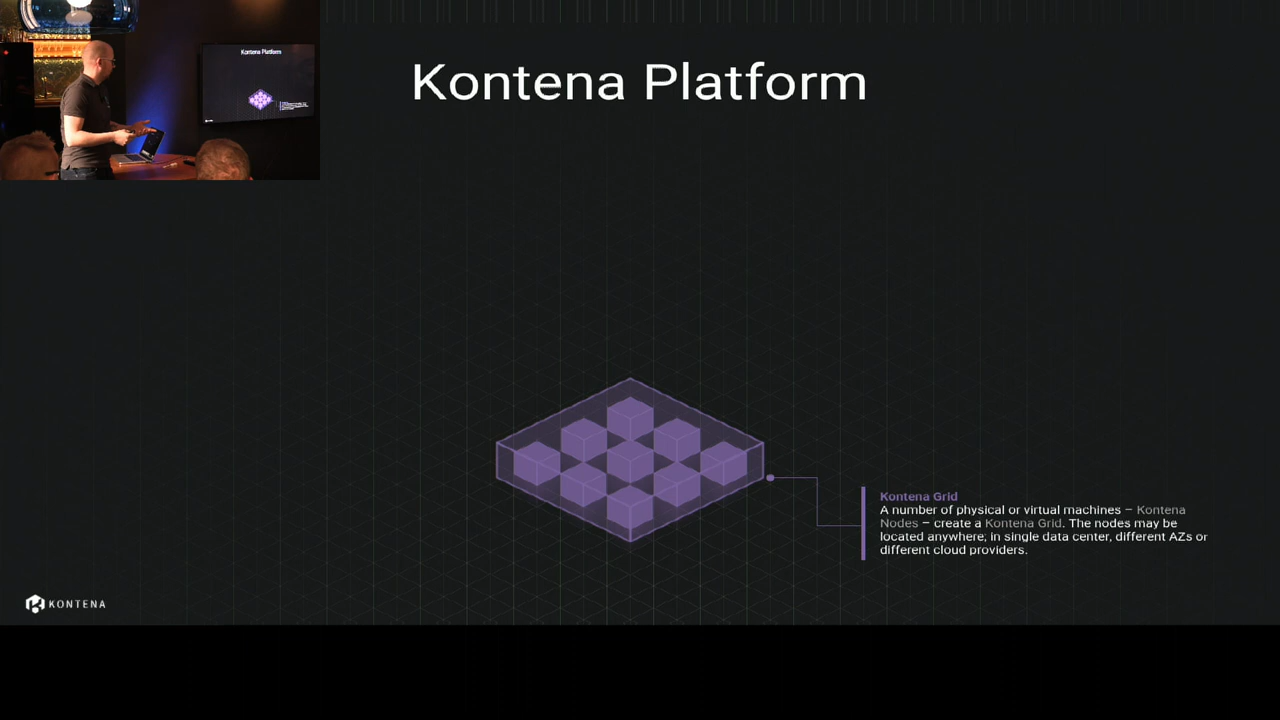 Kontena Platform
Kontena Platform
Kontena Grid
A number of physical or virtual machines – Kontena
Nodes – create a Kontena Grid. The nodes may be
located anywhere; in single data center, different AZs or
different cloud providers.
KONTENA